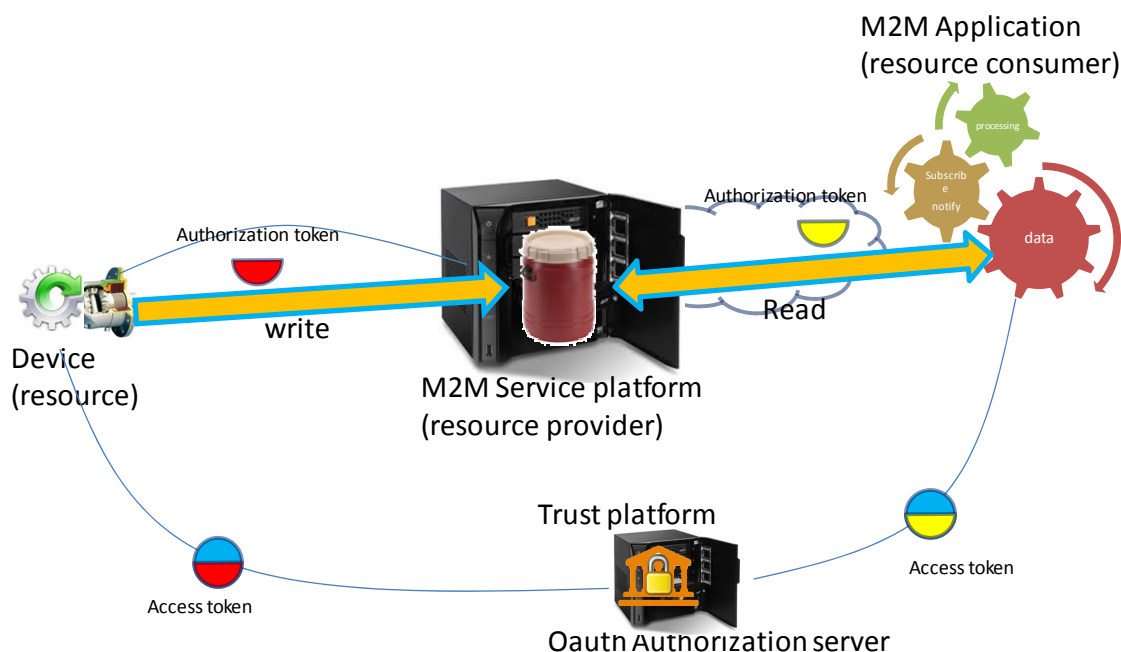 M2M Application
(resource consumer)
processing
Subscrib
e
notify
data
Authorization token
Authorization token
write
Read
Device
(resource)
M2M Service platform
(resource provider)
Trust platform
Access token
Access token
Oauth Authorization server